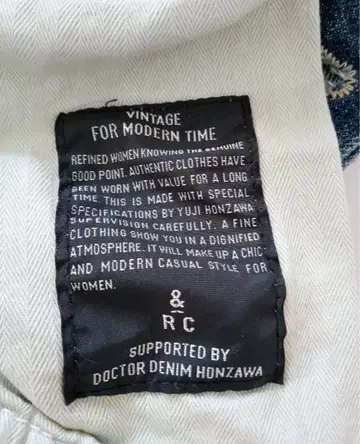 VINTAGE
FOR MODERN TIME
REFINED WOMEN KNOWING THE GENUINE
GOOD POINT. AUTHENTIC CLOTHES HAVE
BEEN WORN WITH VALUE FOR A LONG
TIME. THIS IS MADE WITH SPECIAL
SPECIFICATIONS BY YUJI HONZAWA
SUPERVISION CAREFULLY. A FINE
CLOTHING SHOW YOU IN A DIGNIFIED
ATMOSPHERE. IT WILL MAKE UP A CHIC
AND MODERN CASUAL STYLE FOR
WOMEN.
&
RC
SUPPORTED BY
DOCTOR DENIM HONZAWA